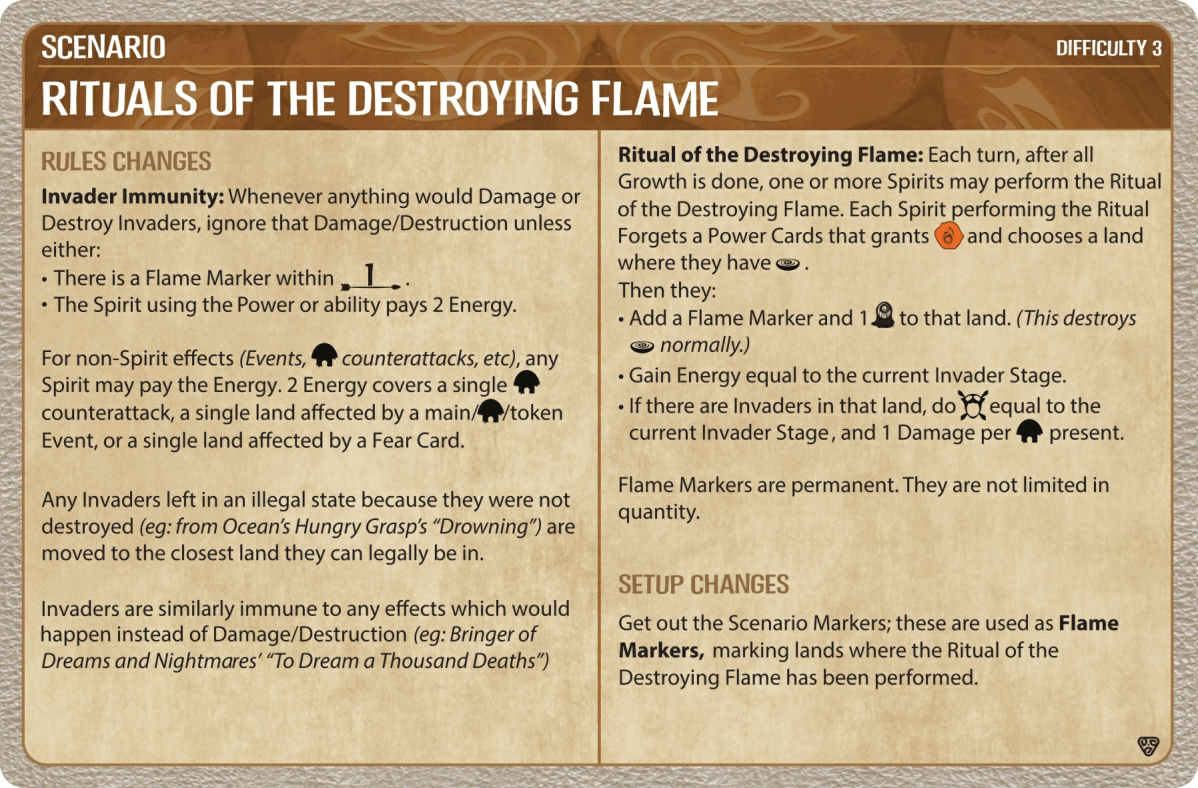 SCENARIO
DIFFICULTY 3
RITUALS OF THE DESTROYING FLAME
RULES CHANGES
Invader Immunity: Whenever anything would Damage or
Destroy Invaders, ignore that Damage/Destruction unless
either:
• There is a Flame Marker within 1.
• The Spirit using the Power or ability pays 2 Energy.
For non-Spirit effects (Events, counterattacks, etc), any
Spirit may pay the Energy. 2 Energy covers a single
counterattack, a single land affected by a main/ /token
Event, or a single land affected by a Fear Card.
Any Invaders left in an illegal state because they were not
destroyed (eg: from Ocean's Hungry Grasp's "Drowning") are
moved to the closest land they can legally be in.
Invaders are similarly immune to any effects which would
happen instead of Damage/Destruction (eg: Bringer of
Dreams and Nightmares' "To Dream a Thousand Deaths")
Ritual of the Destroying Flame: Each turn, after all
Growth is done, one or more Spirits may perform the Ritual
of the Destroying Flame. Each Spirit performing the Ritual
Forgets a Power Cards that grants and chooses a land
where they have .
Then they:
• Add a Flame Marker and 1 to that land. (This destroys
normally.)
• Gain Energy equal to the current Invader Stage.
• If there are Invaders in that land, do equal to the
current Invader Stage, and 1 Damage per present.
Flame Markers are permanent. They are not limited in
quantity.
SETUP CHANGES
Get out the Scenario Markers; these are used as Flame
Markers, marking lands where the Ritual of the
Destroying Flame has been performed.